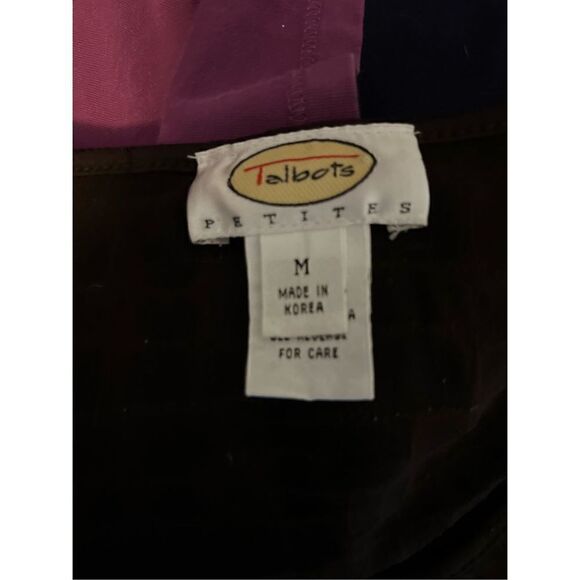 Talbots
PETITES
M
MADE IN
KOREA
A
FOR CARE